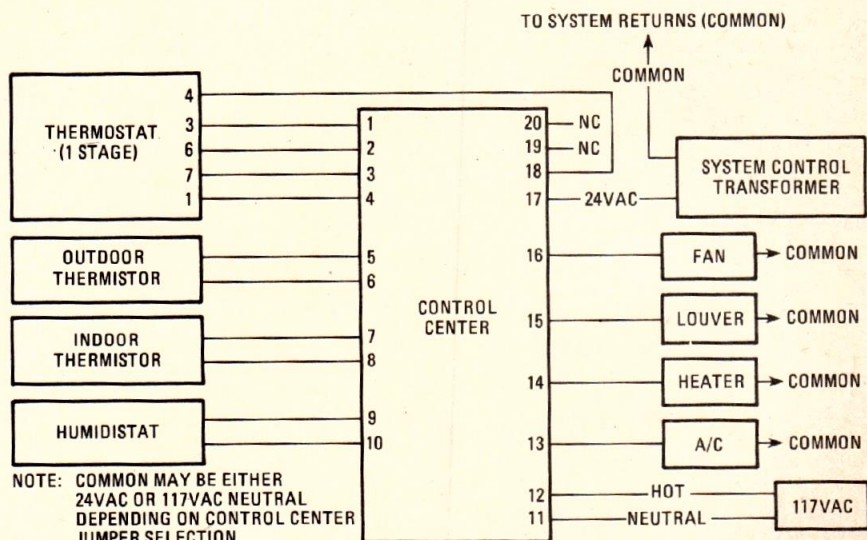 TO SYSTEM RETURNS (COMMON)
COMMON
THERMOSTAT
(1 STAGE)
4
3
6
7
1
1
2
3
4
20 NC
19 NC
18
17 24VAC
SYSTEM CONTROL
TRANSFORMER
OUTDOOR
THERMISTOR
5
6
16 FAN COMMON
CONTROL
CENTER
INDOOR
THERMISTOR
7
8
15 LOUVER COMMON
14 HEATER COMMON
HUMIDISTAT
9
10
13 A/C COMMON
12 HOT
11 NEUTRAL
117VAC
NOTE: COMMON MAY BE EITHER
24VAC OR 117VAC NEUTRAL
DEPENDING ON CONTROL CENTER
JUMPER SELECTION